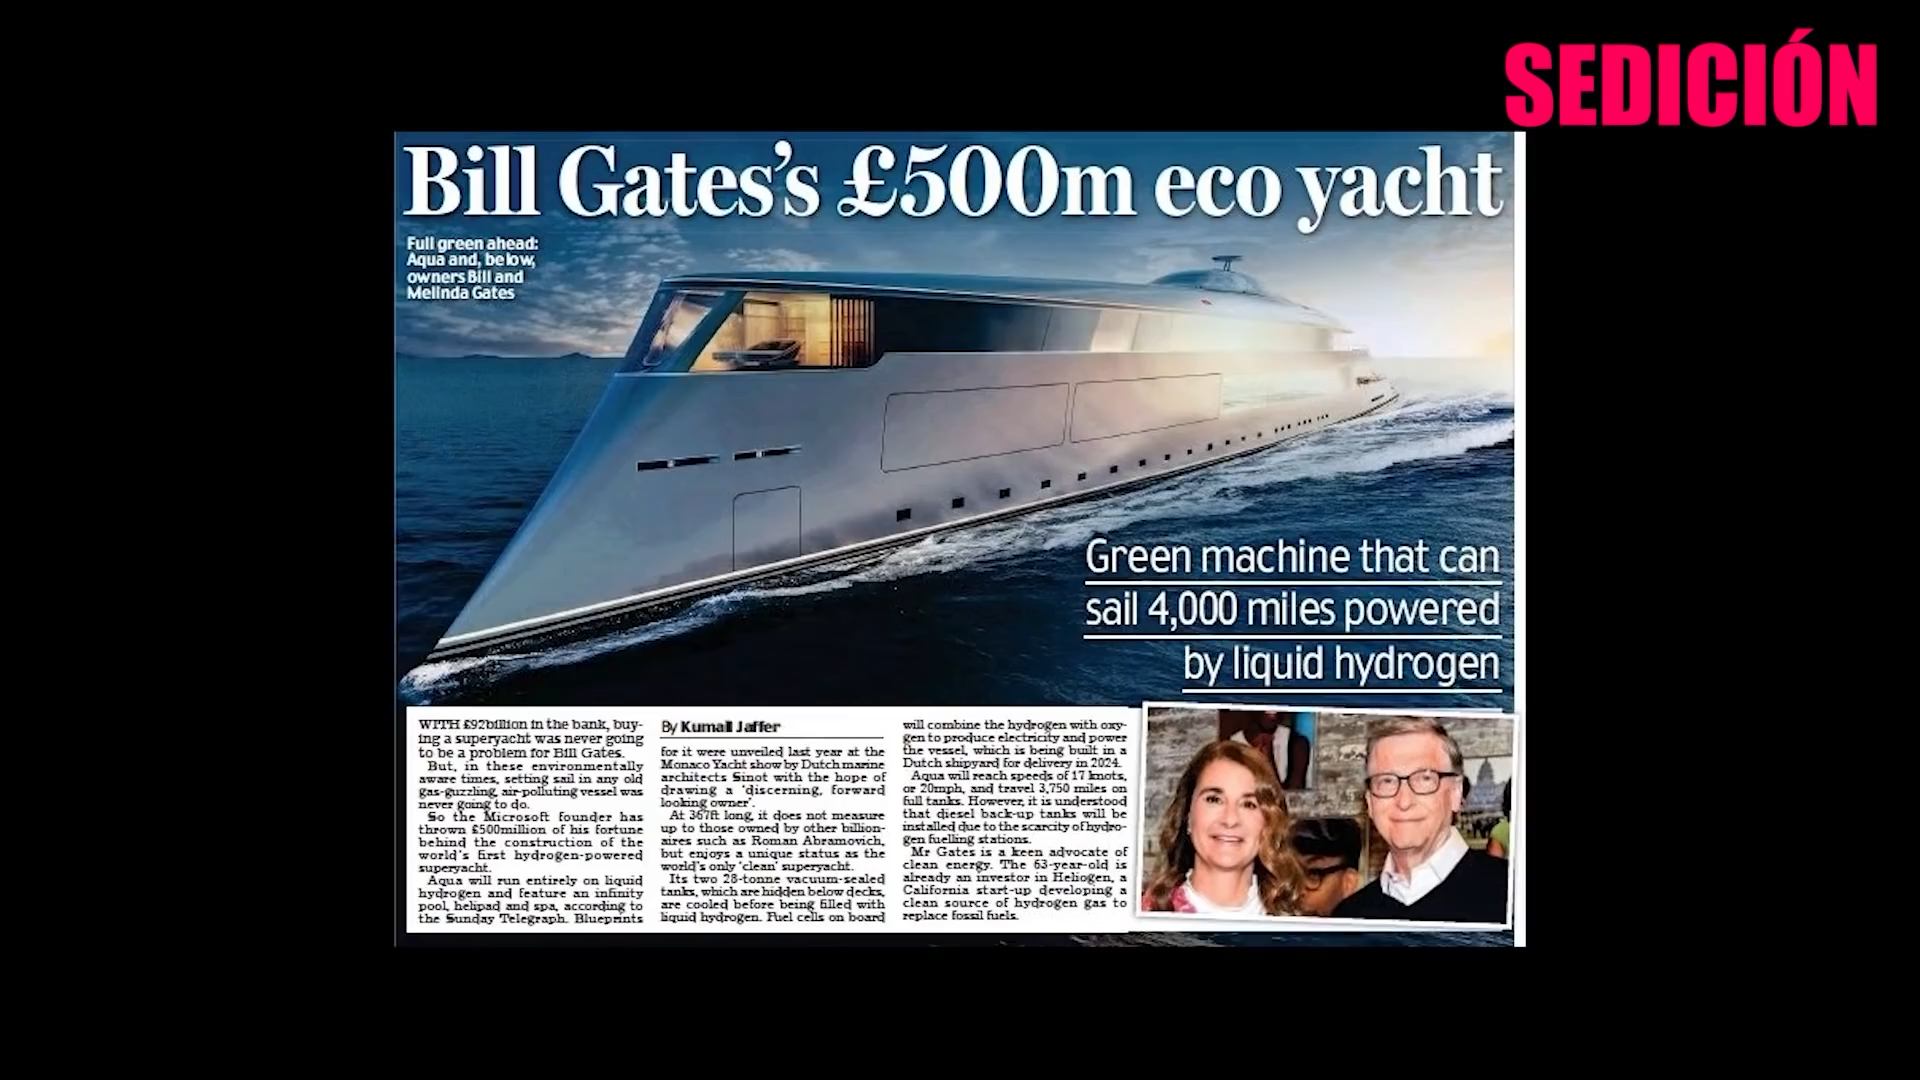 SEDICIÓN
Bill Gates's £500m eco yacht
Full green ahead:
Aqua and, below,
owners Bill and
Melinda Gates
Green machine that can
sail 4,000 miles powered
by liquid hydrogen
WITH £92billion in the bank, buy-
ing a superyacht was never going
to be a problem for Bill Gates.
But, in these environmentally
aware times, setting sail in any old
gas-guzzling, air-polluting vessel was
never going to do.
So the Microsoft founder has
thrown £500million of his fortune
behind the construction of the
world's first hydrogen-powered
superyacht.
Aqua will run entirely on liquid
hydrogen and feature an infinity
pool, helipad and spa, according to
the Sunday Telegraph. Blueprints
By Kumail Jaffer
for it were unveiled last year at the
Monaco Yacht show by Dutch marine
architects Sinot with the hope of
drawing a 'discerning, forward
looking owner'.
At 367ft long, it does not measure
up to those owned by other billion-
aires such as Roman Abramovich,
but enjoys a unique status as the
world's only 'clean' superyacht.
Its two 28-tonne vacuum-sealed
tanks, which are hidden below decks,
are cooled before being filled with
liquid hydrogen. Fuel cells on board
will combine the hydrogen with oxy-
gen to produce electricity and power
the vessel, which is being built in a
Dutch shipyard for delivery in 2024.
Aqua will reach speeds of 17 knots,
or 20mph, and travel 3,750 miles on
full tanks. However, it is understood
that diesel back-up tanks will be
installed due to the scarcity of hydro-
gen fuelling stations.
Mr Gates is a keen advocate of
clean energy. The 63-year-old is
already an investor in Heliogen, a
California start-up developing a
clean source of hydrogen gas to
replace fossil fuels.